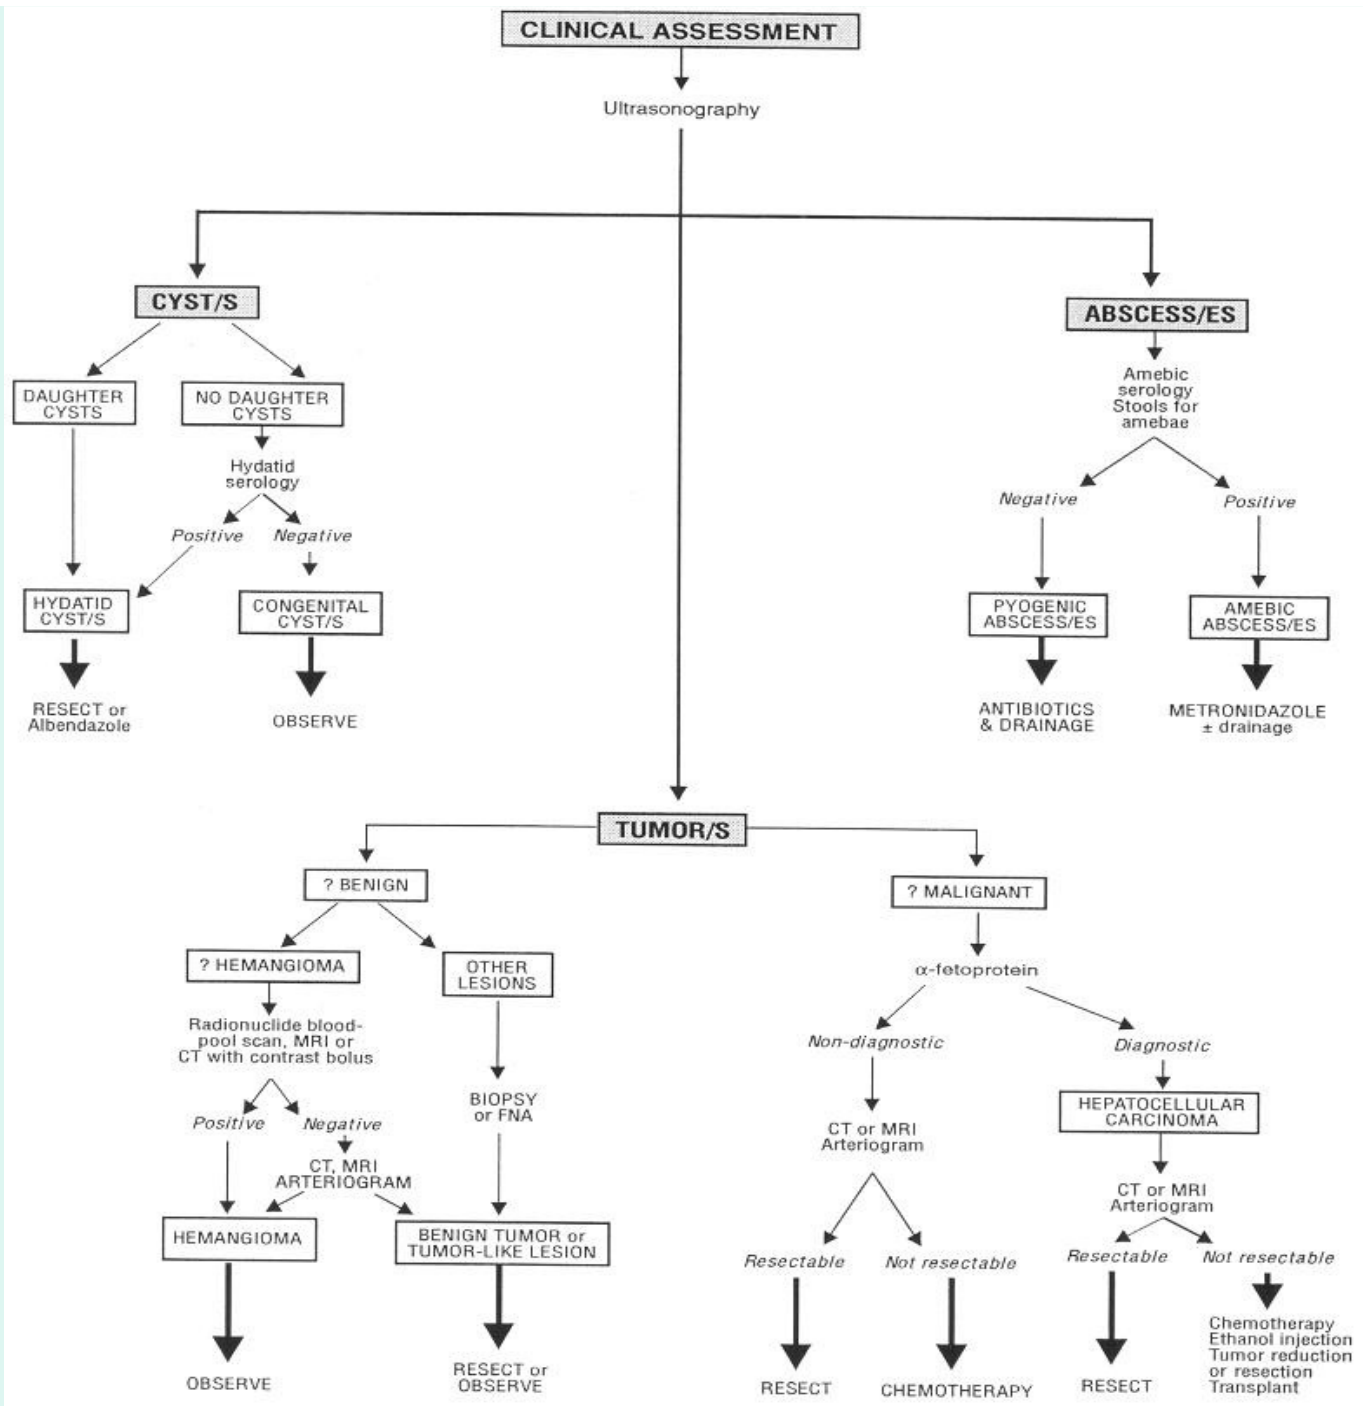 CLINICAL ASSESSMENT
Ultrasonography
CYST/S
DAUGHTER
CYSTS
NO DAUGHTER
CYSTS
Hydatid
serology
Positive
Negative
HYDATID
CYST/S
CONGENITAL
CYST/S
RESECT or
Albendazole
OBSERVE
ABSCESS/ES
Amebic
serology
Stools for
amebae
Negative
Positive
PYOGENIC
ABSCESS/ES
AMEBIC
ABSCESS/ES
ANTIBIOTICS
& DRAINAGE
METRONIDAZOLE
± drainage
TUMOR/S
? BENIGN
? HEMANGIOMA
OTHER
LESIONS
Radionuclide blood-
pool scan, MRI or
CT with contrast bolus
Positive
Negative
CT, MRI
ARTERIOGRAM
BIOPSY
or FNA
HEMANGIOMA
BENIGN TUMOR or
TUMOR-LIKE LESION
OBSERVE
RESECT or
OBSERVE
? MALIGNANT
α-fetoprotein
Non-diagnostic
Diagnostic
CT or MRI
Arteriogram
HEPATOCELLULAR
CARCINOMA
CT or MRI
Arteriogram
Resectable
Not resectable
Resectable
Not resectable
RESECT
CHEMOTHERAPY
RESECT
Chemotherapy
Ethanol injection
Tumor reduction
or resection
Transplant